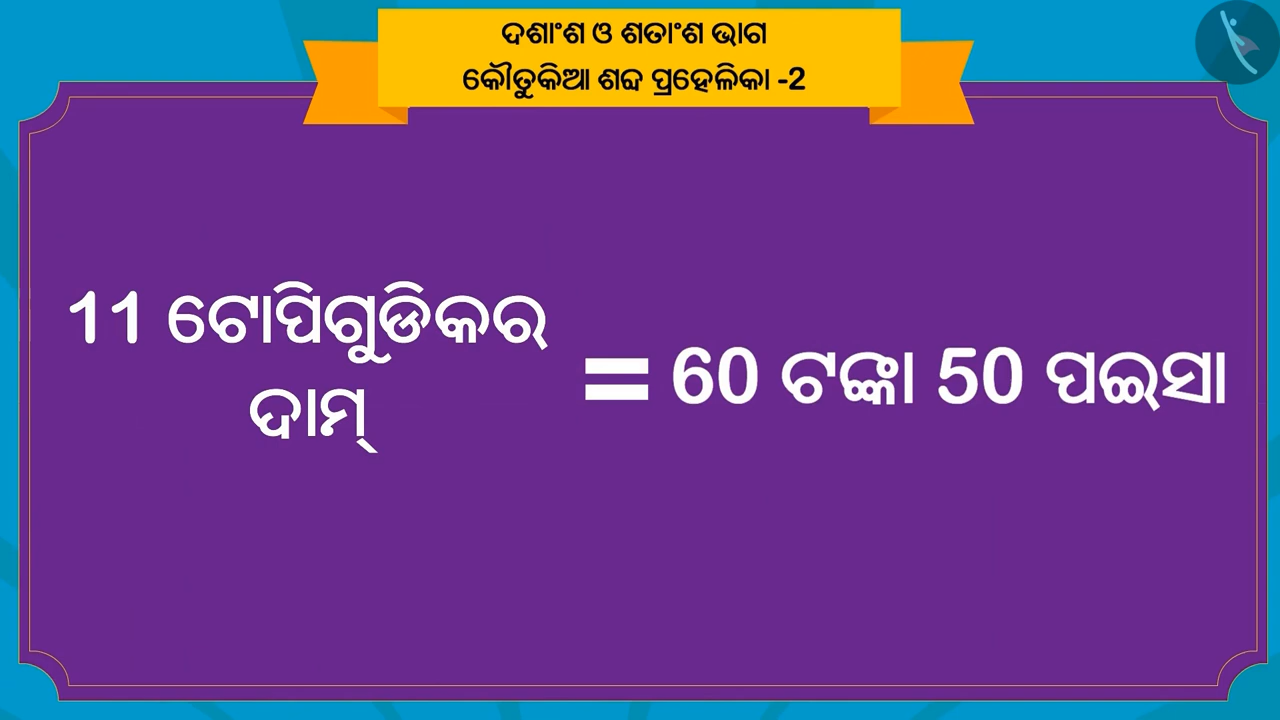 ଦଶାଂଶ ଓ ଶତାଂଶ ଭାଗ
କୌତୁକିଆ ଶବ୍ଦ ପ୍ରହେଳିକା -2
11 ଟୋପିଗୁଡିକର୍
ଦାମ୍
= 60 ଟଙ୍କା 50 ପଇସା